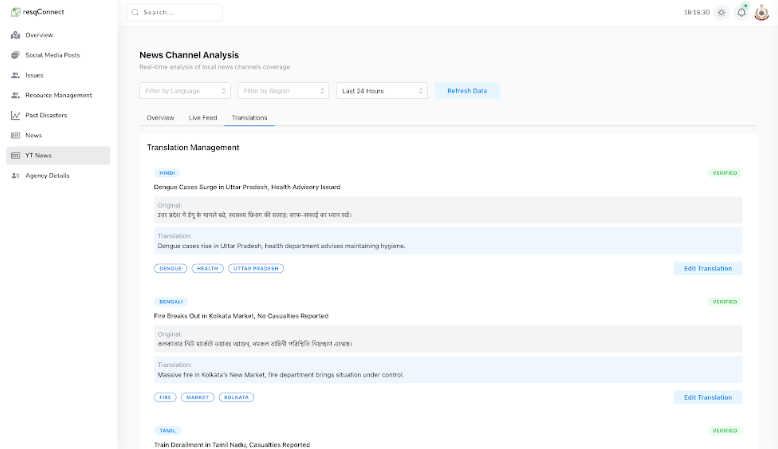 resqConnect
Search...
18:16:30
Overview
Social Media Posts
Issues
Resource Management
Past Disasters
News
YT News
Agency Details
News Channel Analysis
Real-time analysis of local news channels coverage
Filter by Language
Filter by Region
Last 24 Hours
Refresh Data
Overview
Live Feed
Translations
Translation Management
HINDI
VERIFIED
Dengue Cases Surge in Uttar Pradesh, Health Advisory Issued
Original:
उत्तर प्रदेश में डेंगू के मामले बढ़े, स्वास्थ्य विभाग की सलाह: साफ-सफाई का ध्यान रखें।
Translation:
Dengue cases rise in Uttar Pradesh, health department advises maintaining hygiene.
DENGUE
HEALTH
UTTAR PRADESH
Edit Translation
BENGALI
VERIFIED
Fire Breaks Out in Kolkata Market, No Casualties Reported
Original:
কলকাতার নিউ মার্কেটে ভয়াবহ আগুন, দমকল বাহিনী পরিস্থিতি নিয়ন্ত্রণে এনেছে।
Translation:
Massive fire in Kolkata's New Market, fire department brings situation under control.
FIRE
MARKET
KOLKATA
Edit Translation
TAMIL
VERIFIED
Train Derailment in Tamil Nadu, Casualties Reported